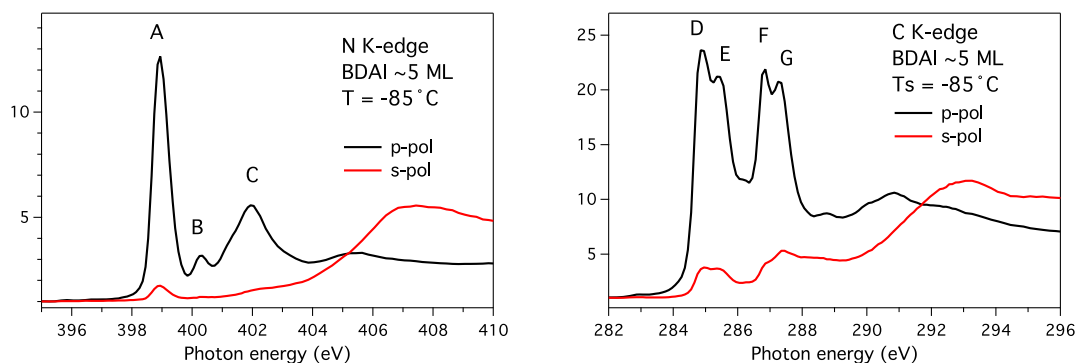 A
N K-edge
BDAI ~5 ML
T = -85˚C
p-pol
s-pol
B
C
10
5
396
398
400
402
404
406
408
410
Photon energy (eV)
D
E
F
G
C K-edge
BDAI ~5 ML
Ts = -85˚C
p-pol
s-pol
25
20
15
10
5
282
284
286
288
290
292
294
296
Photon energy (eV)